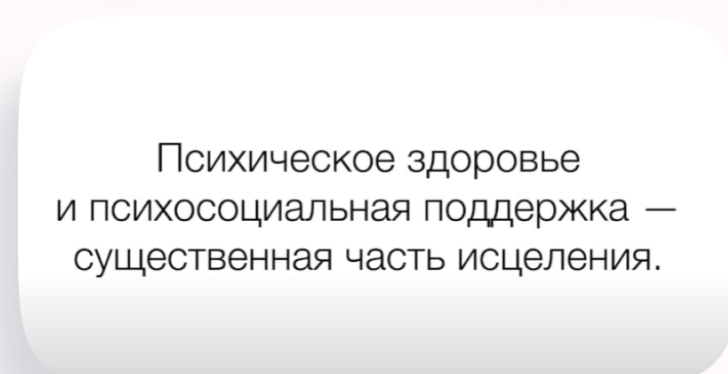 Психическое здоровье
и психосоциальная поддержка —
существенная часть исцеления.